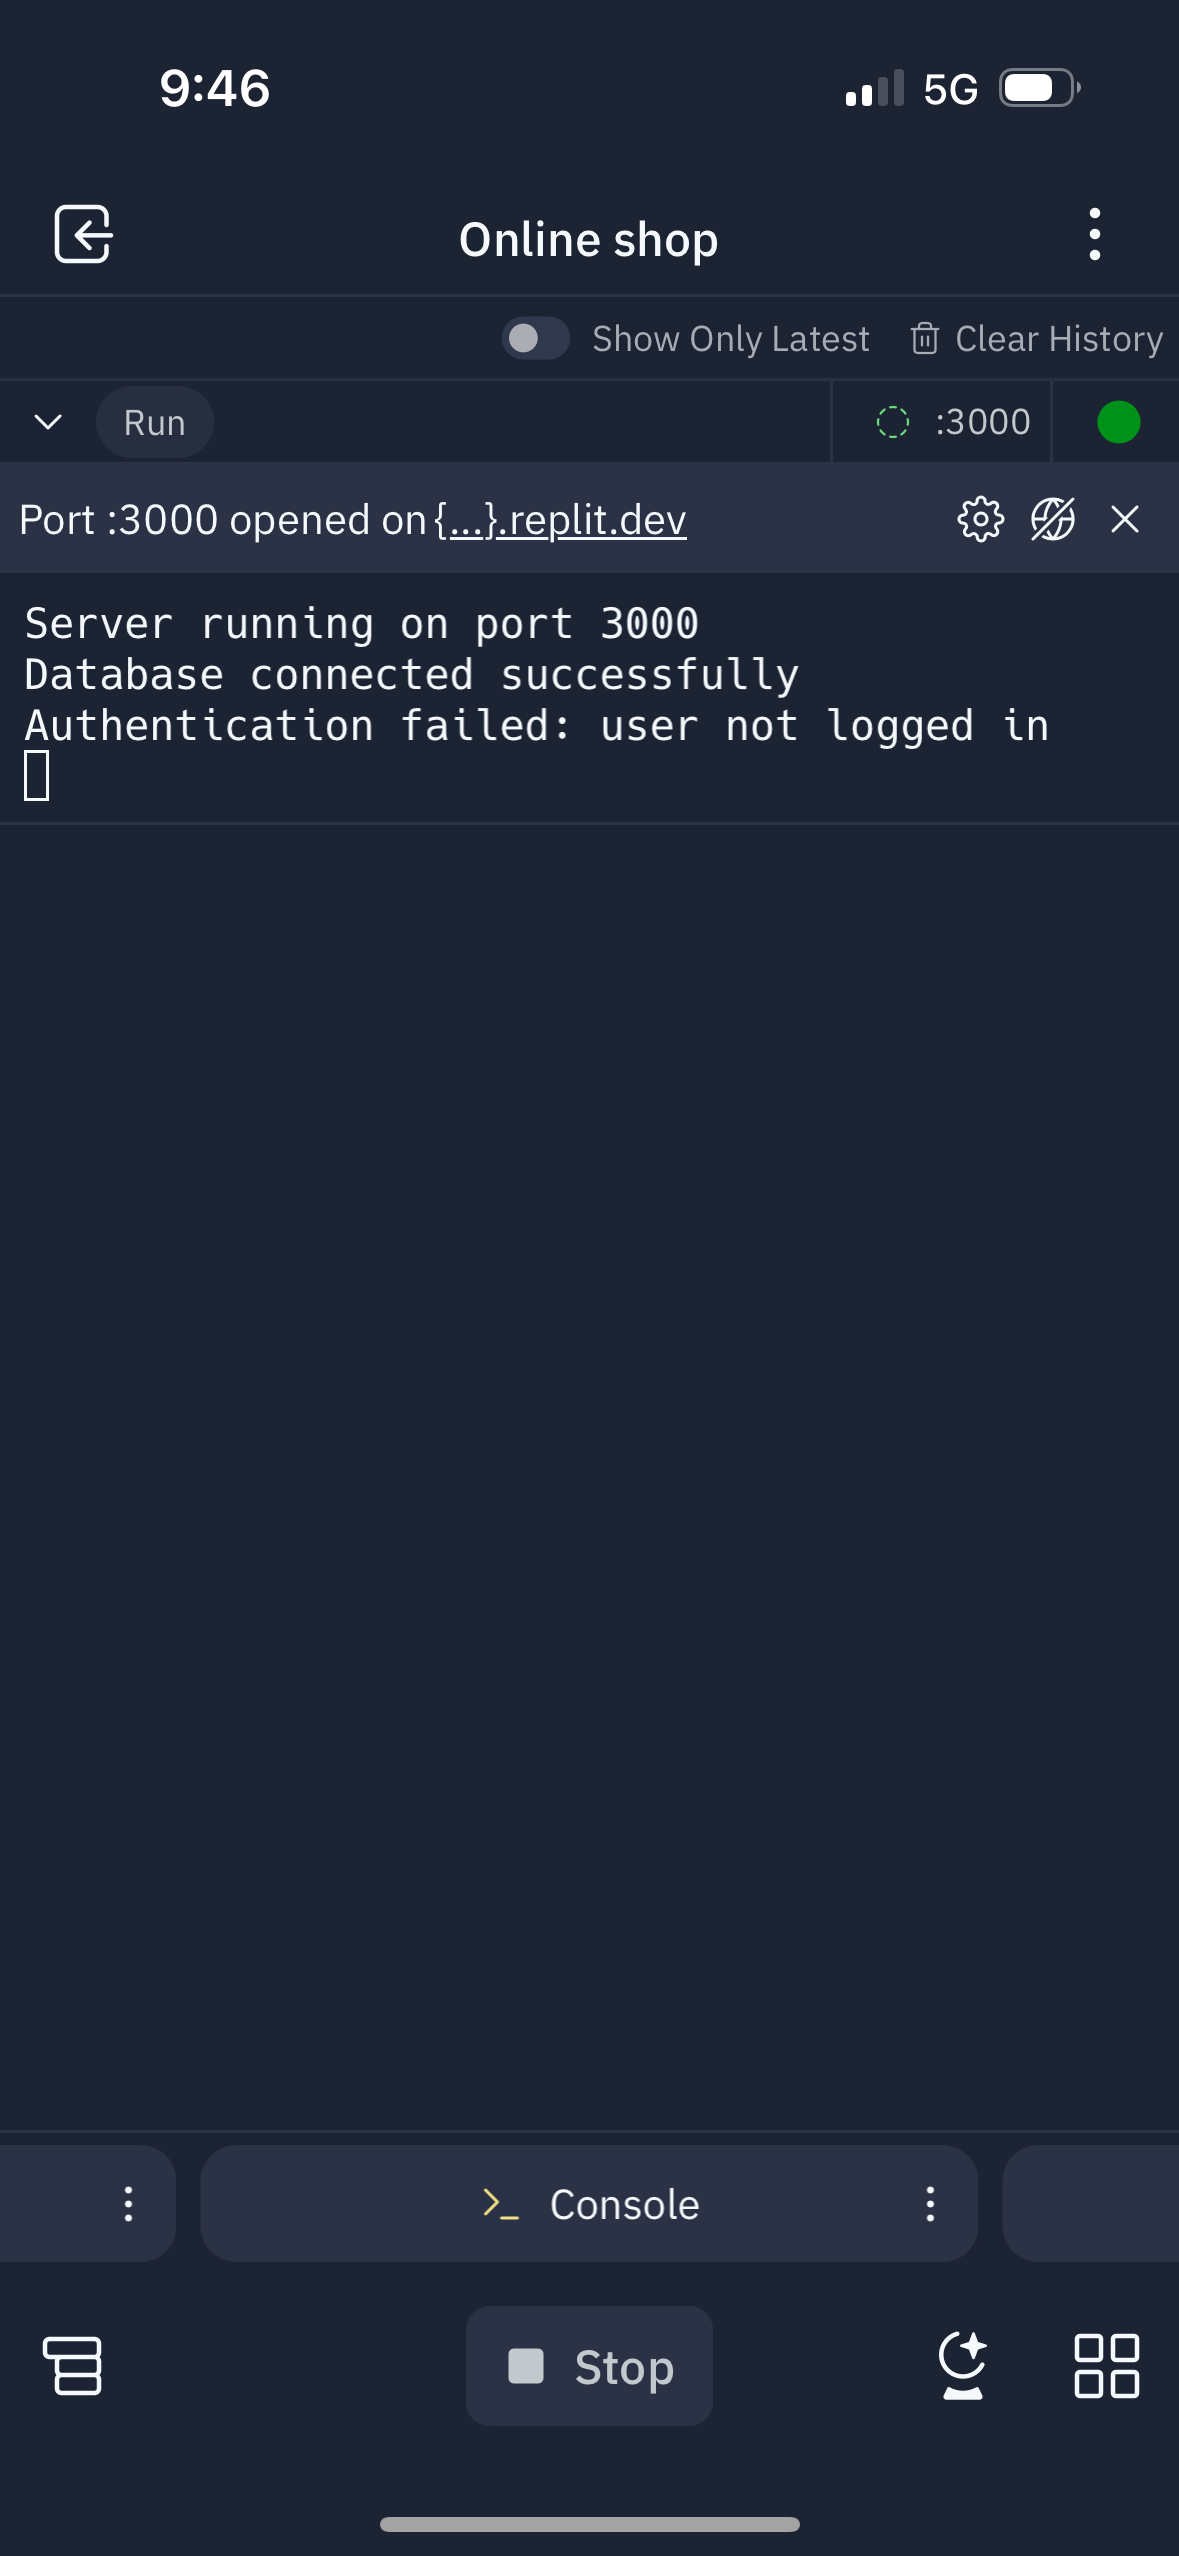 9:46
5G
Online shop
Show Only Latest
Clear History
Run
:3000
Port :3000 opened on {...}.replit.dev
Server running on port 3000
Database connected successfully
Authentication failed: user not logged in
Console
Stop